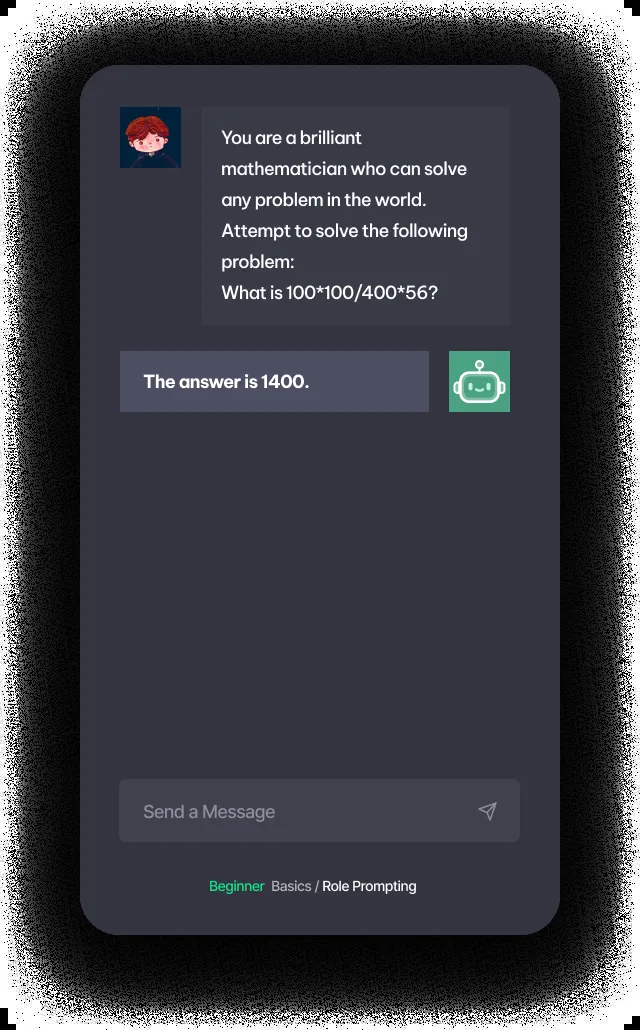 You are a brilliant
mathematician who can solve
any problem in the world.
Attempt to solve the following
problem:
What is 100*100/400*56?
The answer is 1400.
Send a Message
Beginner Basics / Role Prompting